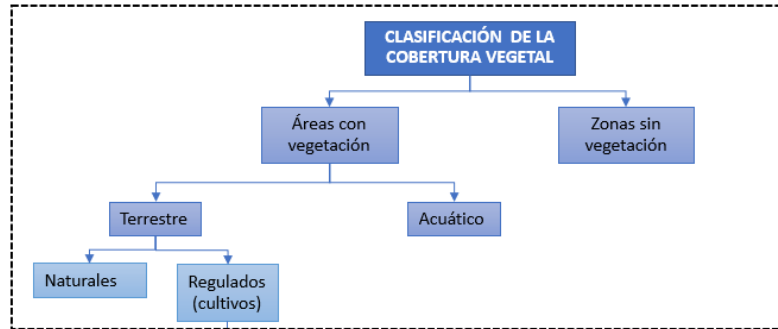 CLASIFICACIÓN DE LA
COBERTURA VEGETAL
Áreas con
vegetación
Zonas sin
vegetación
Terrestre
Acuático
Naturales
Regulados
(cultivos)